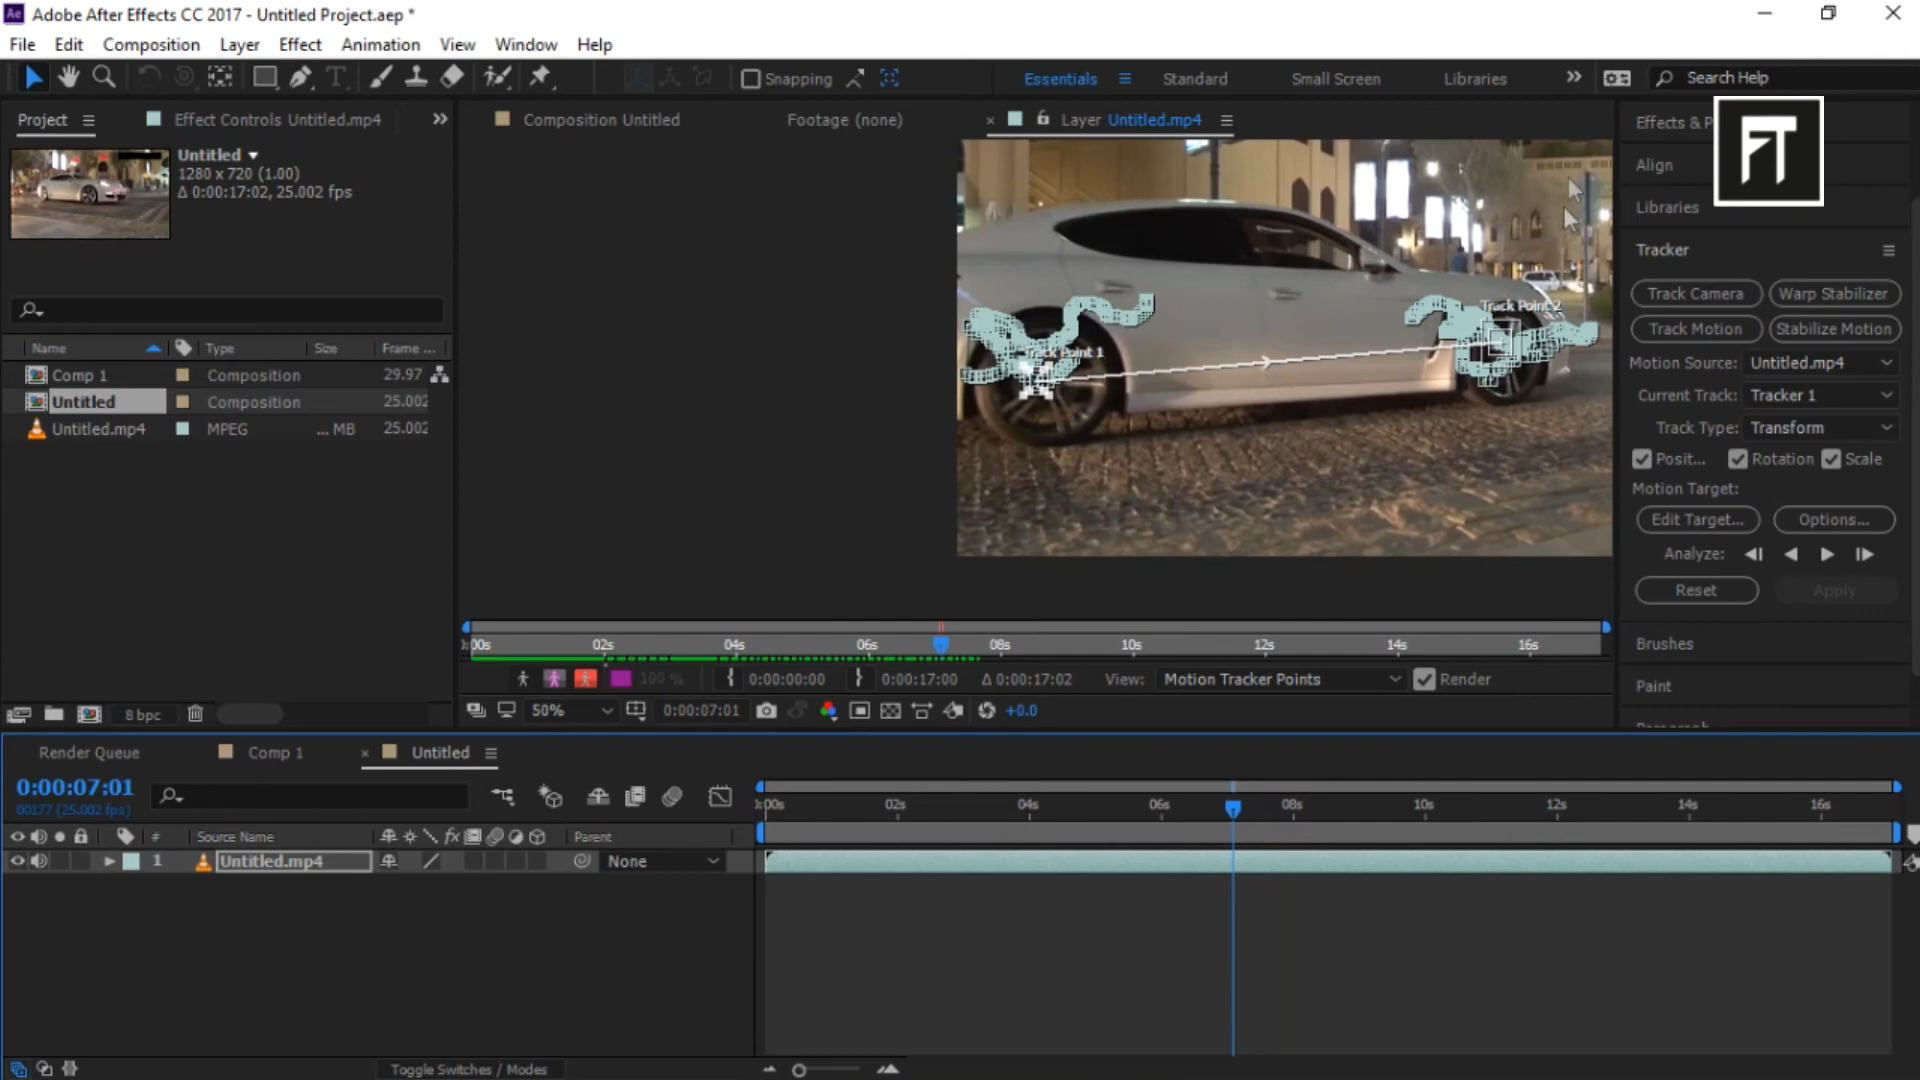 Adobe After Effects CC 2017 - Untitled Project.aep *
File Edit Composition Layer Effect Animation View Window Help
Snapping Essentials Standard Small Screen Libraries Search Help
Project Effect Controls Untitled.mp4 Composition Untitled Footage (none) Layer Untitled.mp4
Untitled
1280 x 720 (1.00)
Δ 0:00:17:02, 25.002 fps
FT
Effects & P
Align
Libraries
Tracker
Track Camera Warp Stabilizer
Track Motion Stabilize Motion
Motion Source: Untitled.mp4
Current Track: Tracker 1
Track Type: Transform
Posit... Rotation Scale
Motion Target:
Edit Target... Options...
Analyze:
Reset Apply
Brushes
Paint
Track Point 1
Track Point 2
Name Type Size Frame ...
Comp 1 Composition 29.97
Untitled Composition 25.002
Untitled.mp4 MPEG ... MB 25.002
8 bpc
00s 02s 04s 06s 08s 10s 12s 14s 16s
100 % 0:00:00:00 0:00:17:00 Δ 0:00:17:02 View: Motion Tracker Points Render
50% 0:00:07:01 +0.0
Render Queue Comp 1 Untitled
0:00:07:01
00177 (25.002 fps)
:00s 02s 04s 06s 08s 10s 12s 14s 16s
# Source Name fx Parent
1 Untitled.mp4 None
Toggle Switches / Modes